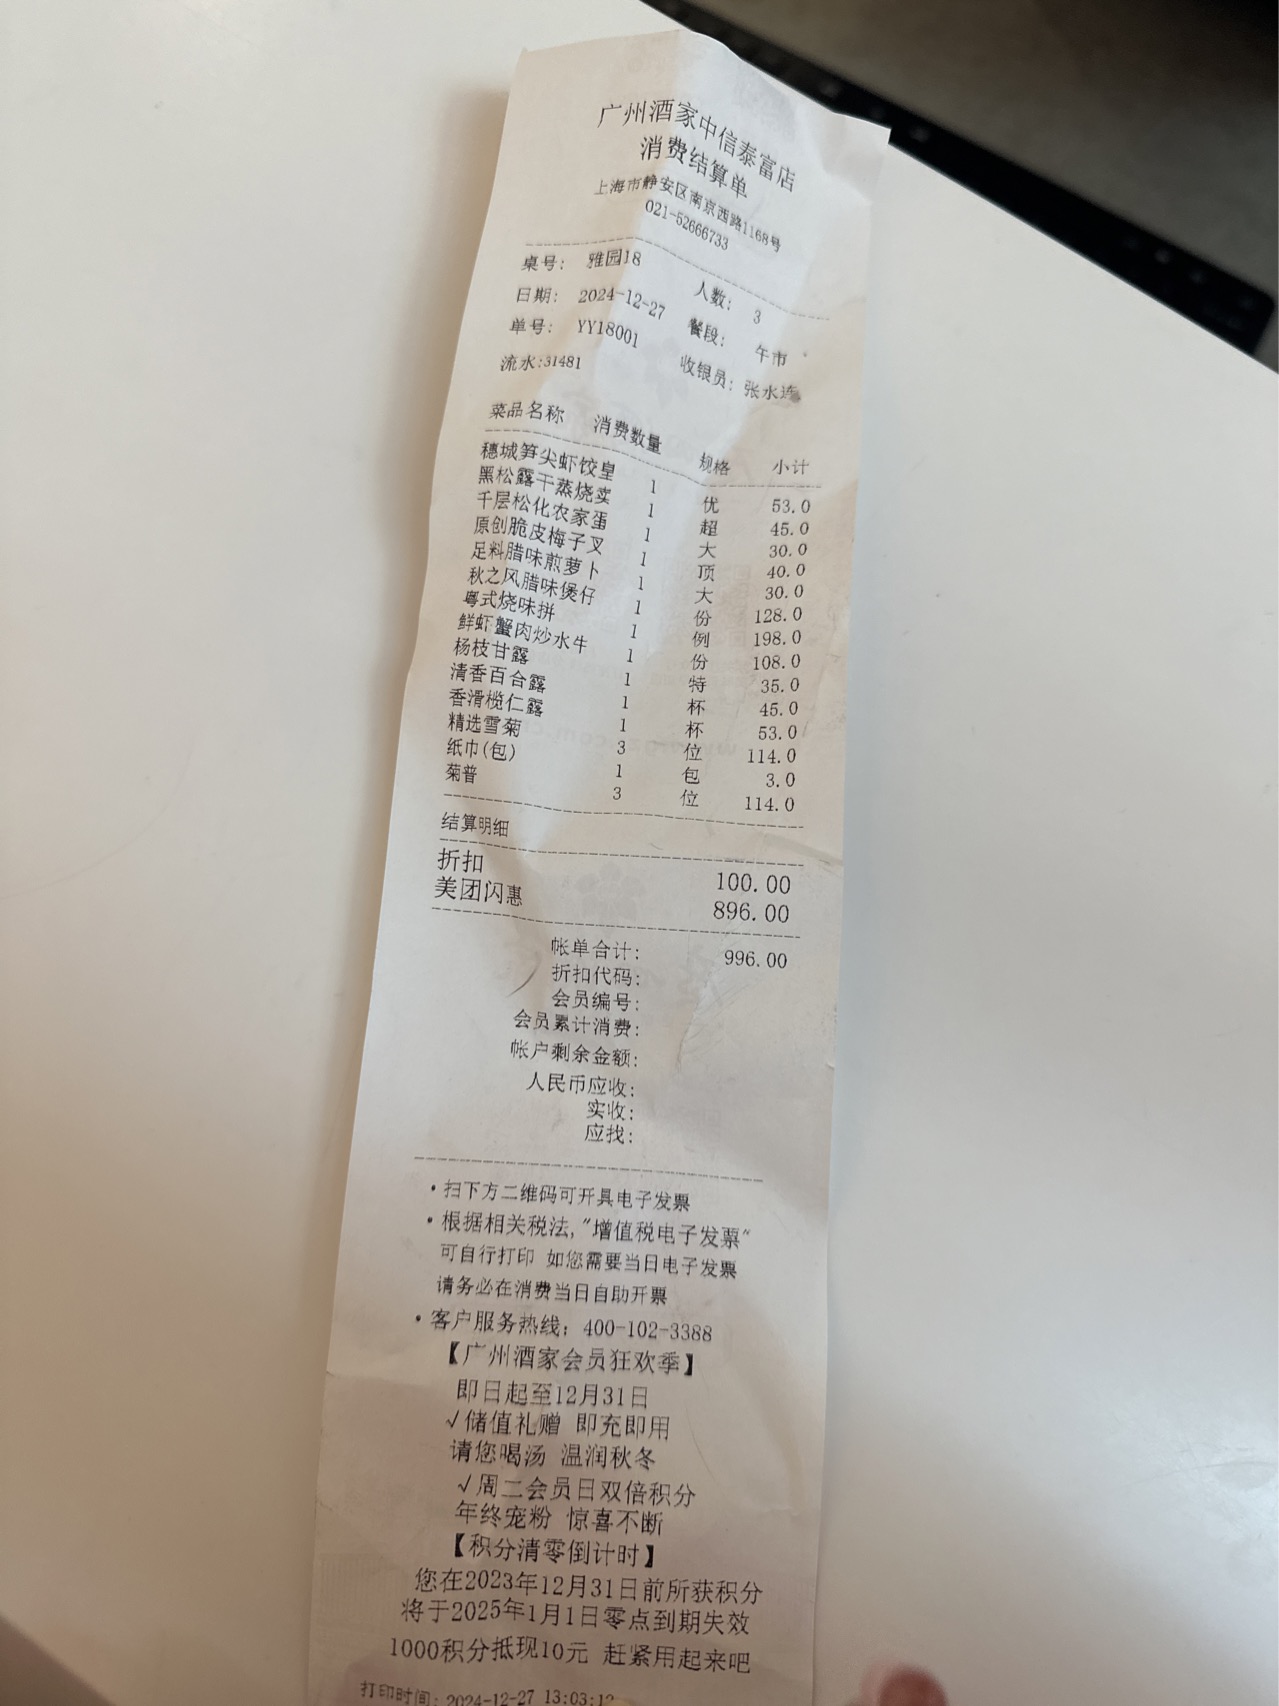 广州酒家中信泰富店
消费结算单
上海市静安区南京西路1168号
021-52666733
桌号: 雅园18 人数: 3
日期: 2024-12-27 餐段: 午市
单号: YY18001 收银员: 张水连
流水:31481
菜品名称 消费数量 规格 小计
穗城笋尖虾饺皇 1 优 53.0
黑松露干蒸烧卖 1 超 45.0
千层松化农家蛋 1 大 30.0
原创脆皮梅子叉 1 顶 40.0
足料腊味煎萝卜 1 大 30.0
秋之风腊味煲仔 1 份 128.0
粤式烧味拼 1 例 198.0
鲜虾蟹肉炒水牛 1 份 108.0
杨枝甘露 1 特 35.0
清香百合露 1 杯 45.0
香滑榄仁露 1 杯 53.0
精选雪菊 3 位 114.0
纸巾(包) 1 包 3.0
菊普 3 位 114.0
结算明细
折扣 100.00
美团闪惠 896.00
帐单合计: 996.00
折扣代码:
会员编号:
会员累计消费:
帐户剩余金额:
人民币应收:
实收:
应找:
·扫下方二维码可开具电子发票
·根据相关税法,"增值税电子发票"
可自行打印 如您需要当日电子发票
请务必在消费当日自助开票
·客户服务热线: 400-102-3388
【广州酒家会员狂欢季】
即日起至12月31日
√储值礼赠 即充即用
请您喝汤 温润秋冬
√周二会员日双倍积分
年终宠粉 惊喜不断
【积分清零倒计时】
您在2023年12月31日前所获积分
将于2025年1月1日零点到期失效
1000积分抵现10元 赶紧用起来吧
打印时间: 2024-12-27 13:03:12